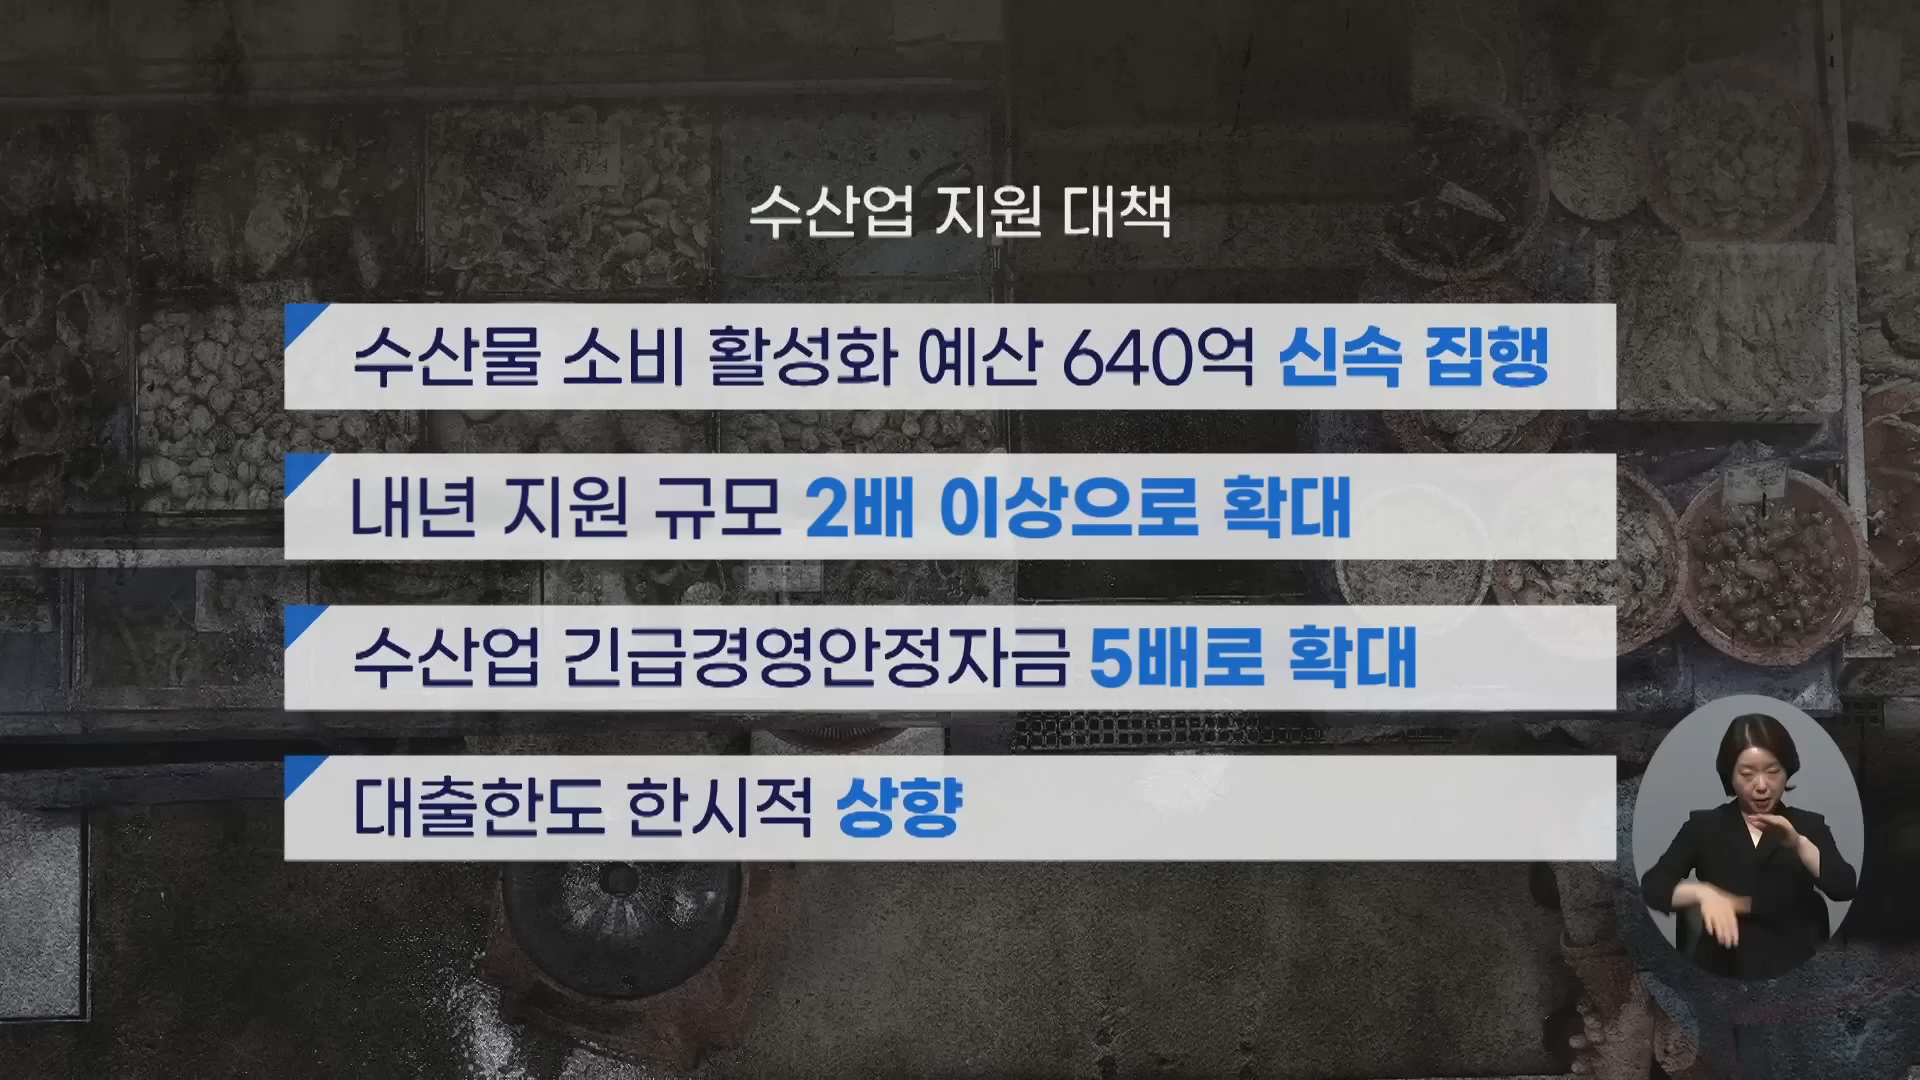 수산업 지원 대책
수산물 소비 활성화 예산 640억 신속 집행
내년 지원 규모 2배 이상으로 확대
수산업 긴급경영안정자금 5배로 확대
대출한도 한시적 상향